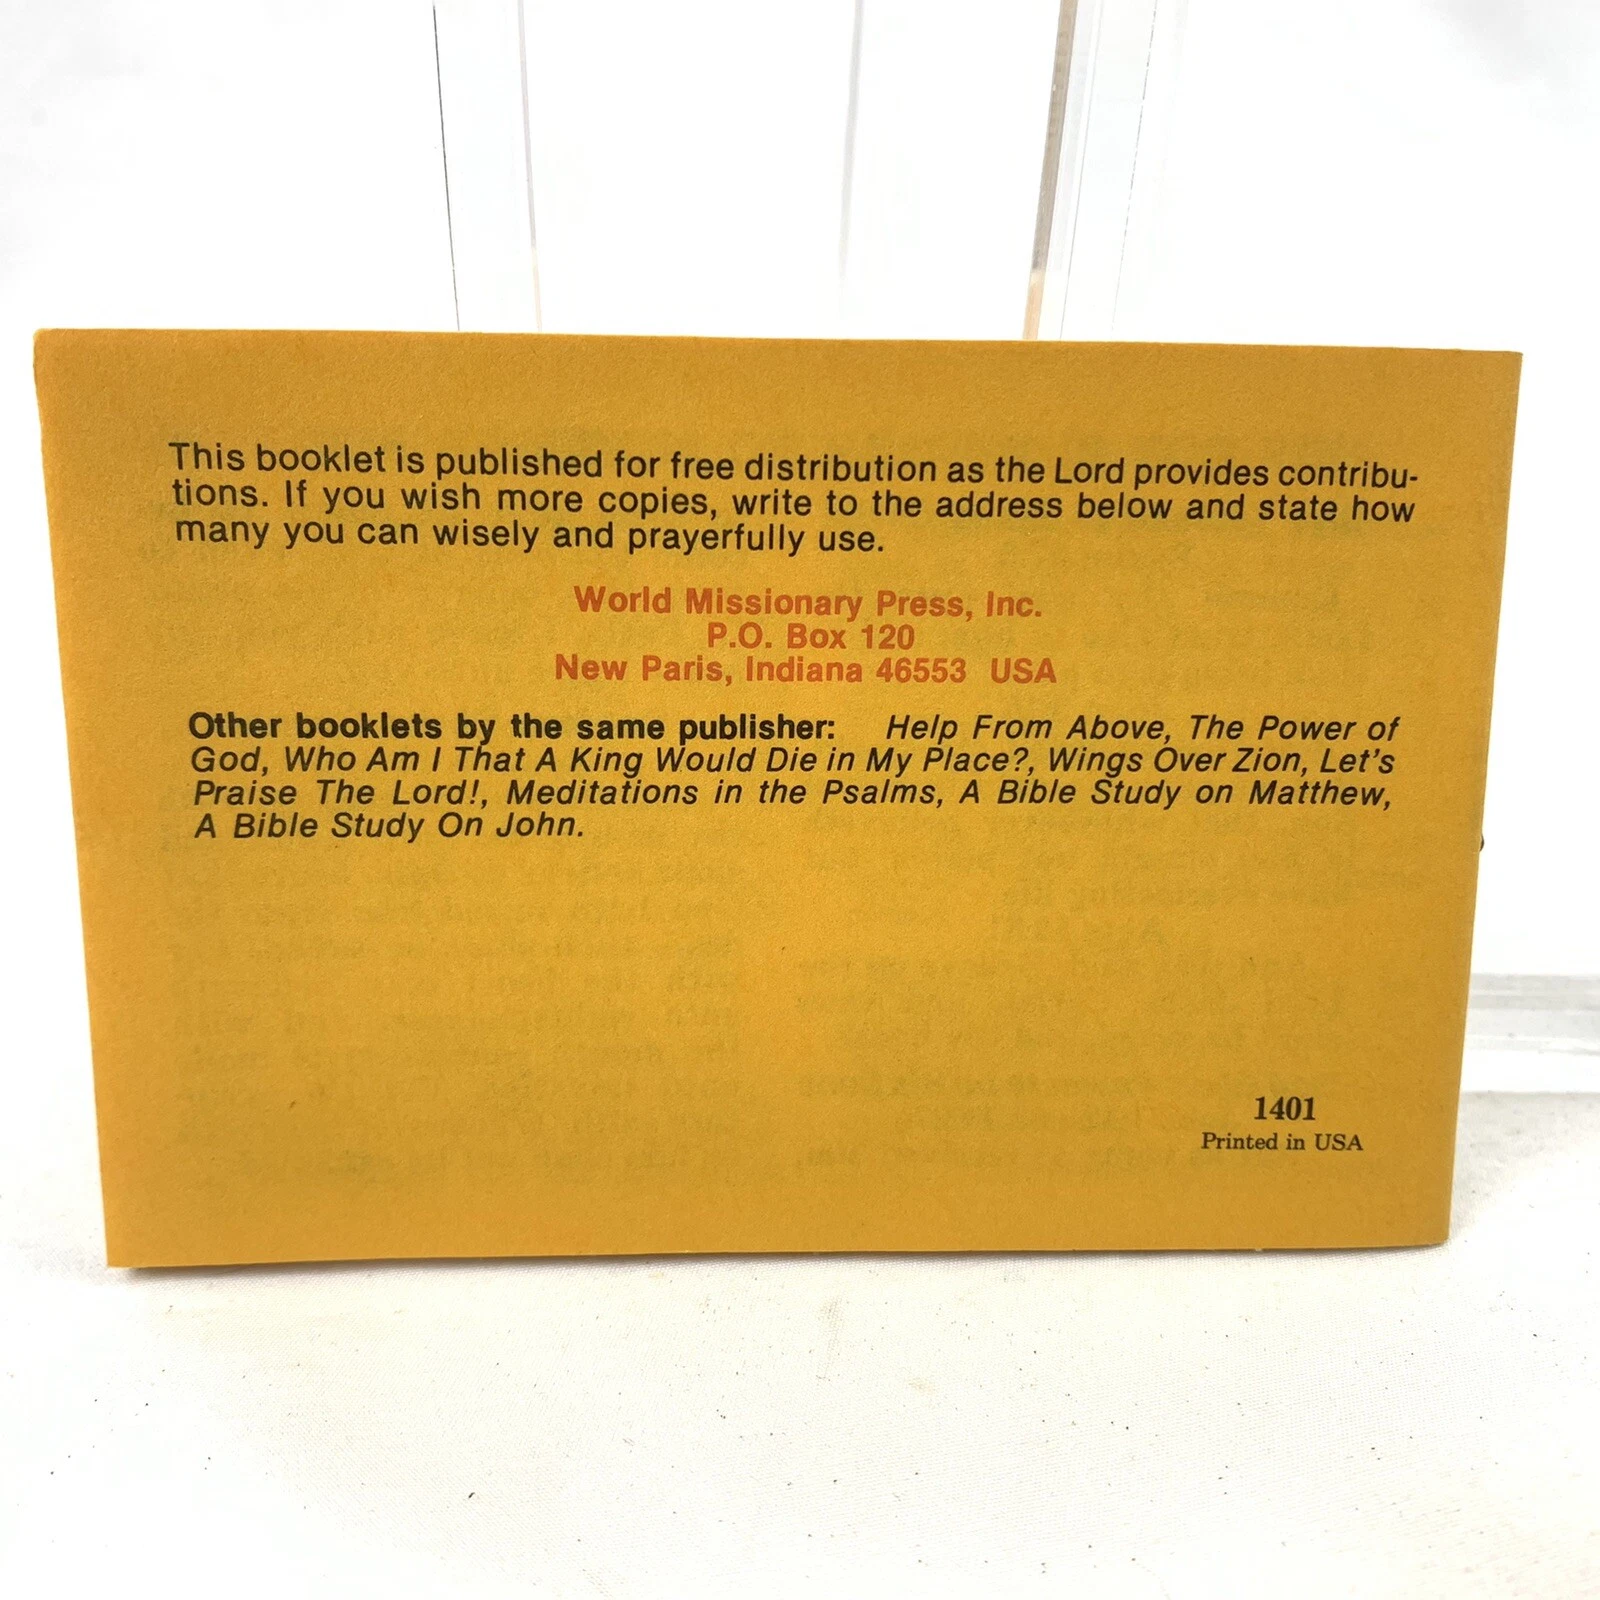 This booklet is published for free distribution as the Lord provides contribu-
tions. If you wish more copies, write to the address below and state how
many you can wisely and prayerfully use.
World Missionary Press, Inc.
P.O. Box 120
New Paris, Indiana 46553 USA
Other booklets by the same publisher: Help From Above, The Power of
God, Who Am I That A King Would Die in My Place?, Wings Over Zion, Let's
Praise The Lord!, Meditations in the Psalms, A Bible Study on Matthew,
A Bible Study On John.
1401
Printed in USA